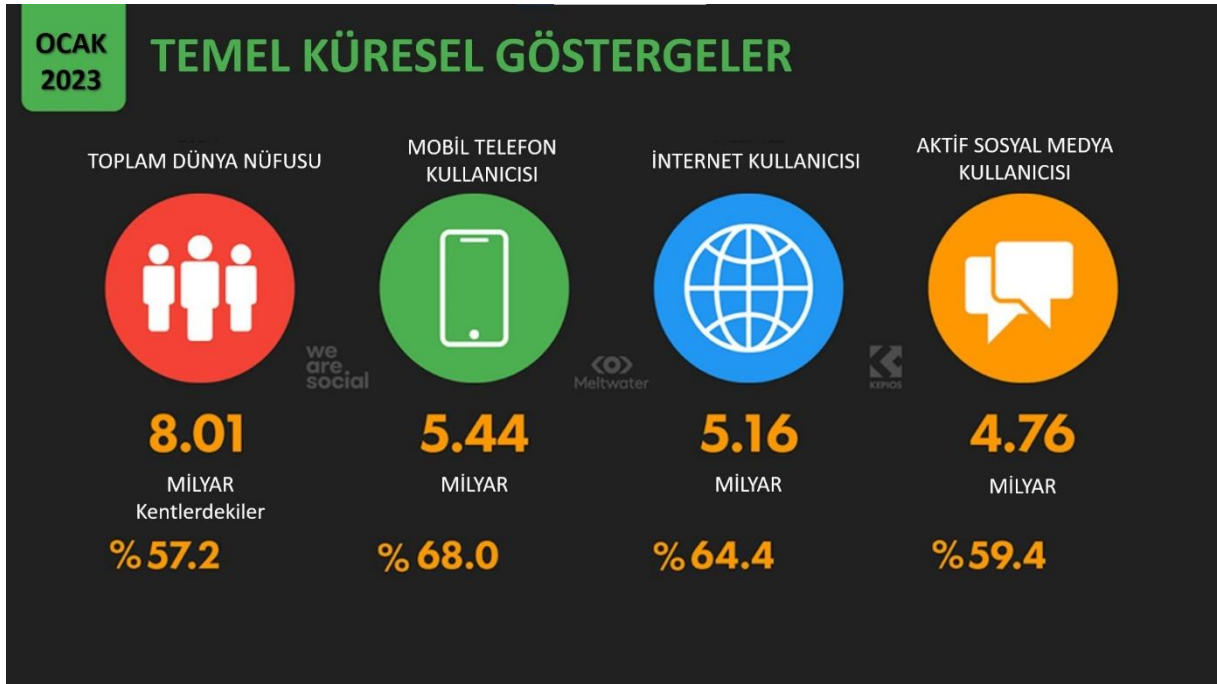 OCAK
2023
TEMEL KÜRESEL GÖSTERGELER
TOPLAM DÜNYA NÜFUSU
MOBİL TELEFON
KULLANICISI
İNTERNET KULLANICISI
AKTİF SOSYAL MEDYA
KULLANICISI
we
are
social
Meltwater
KEPIOS
8.01
MİLYAR
Kentlerdekiler
%57.2
5.44
MİLYAR
% 68.0
5.16
MİLYAR
%64.4
4.76
MİLYAR
%59.4